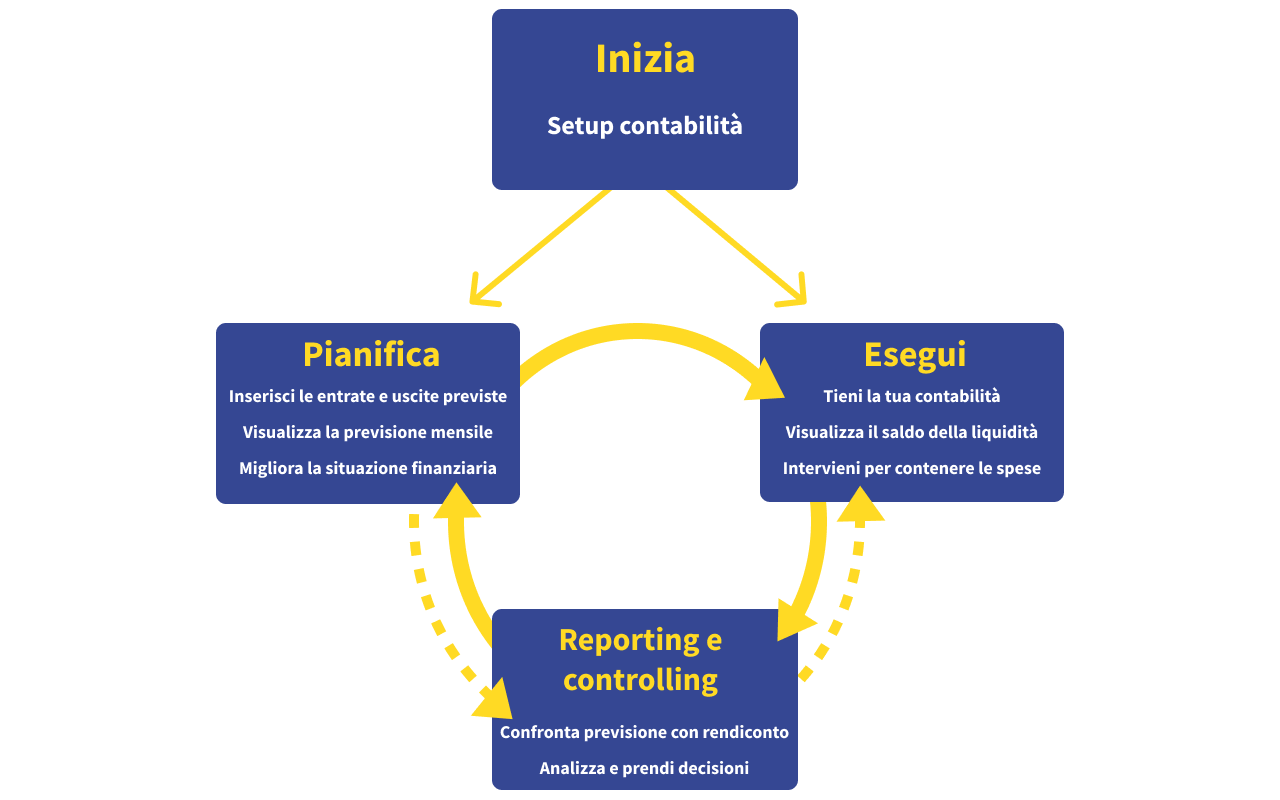 Inizia
Setup contabilità
Pianifica
Inserisci le entrate e uscite previste
Visualizza la previsione mensile
Migliora la situazione finanziaria
Esegui
Tieni la tua contabilità
Visualizza il saldo della liquidità
Intervieni per contenere le spese
Reporting e
controlling
Confronta previsione con rendiconto
Analizza e prendi decisioni